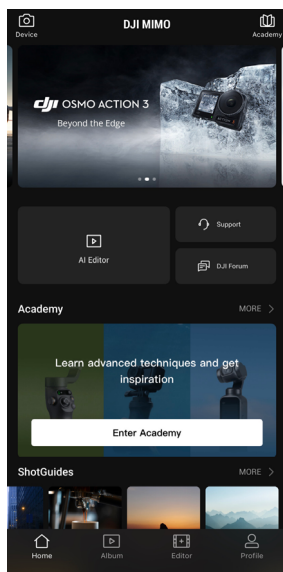 DJI MIMO
Device
Academy
dji OSMO ACTION 3
Beyond the Edge
AI Editor
Support
DJI Forum
Academy
MORE >
Learn advanced techniques and get
inspiration
Enter Academy
ShotGuides
MORE >
Home
Album
Editor
Profile